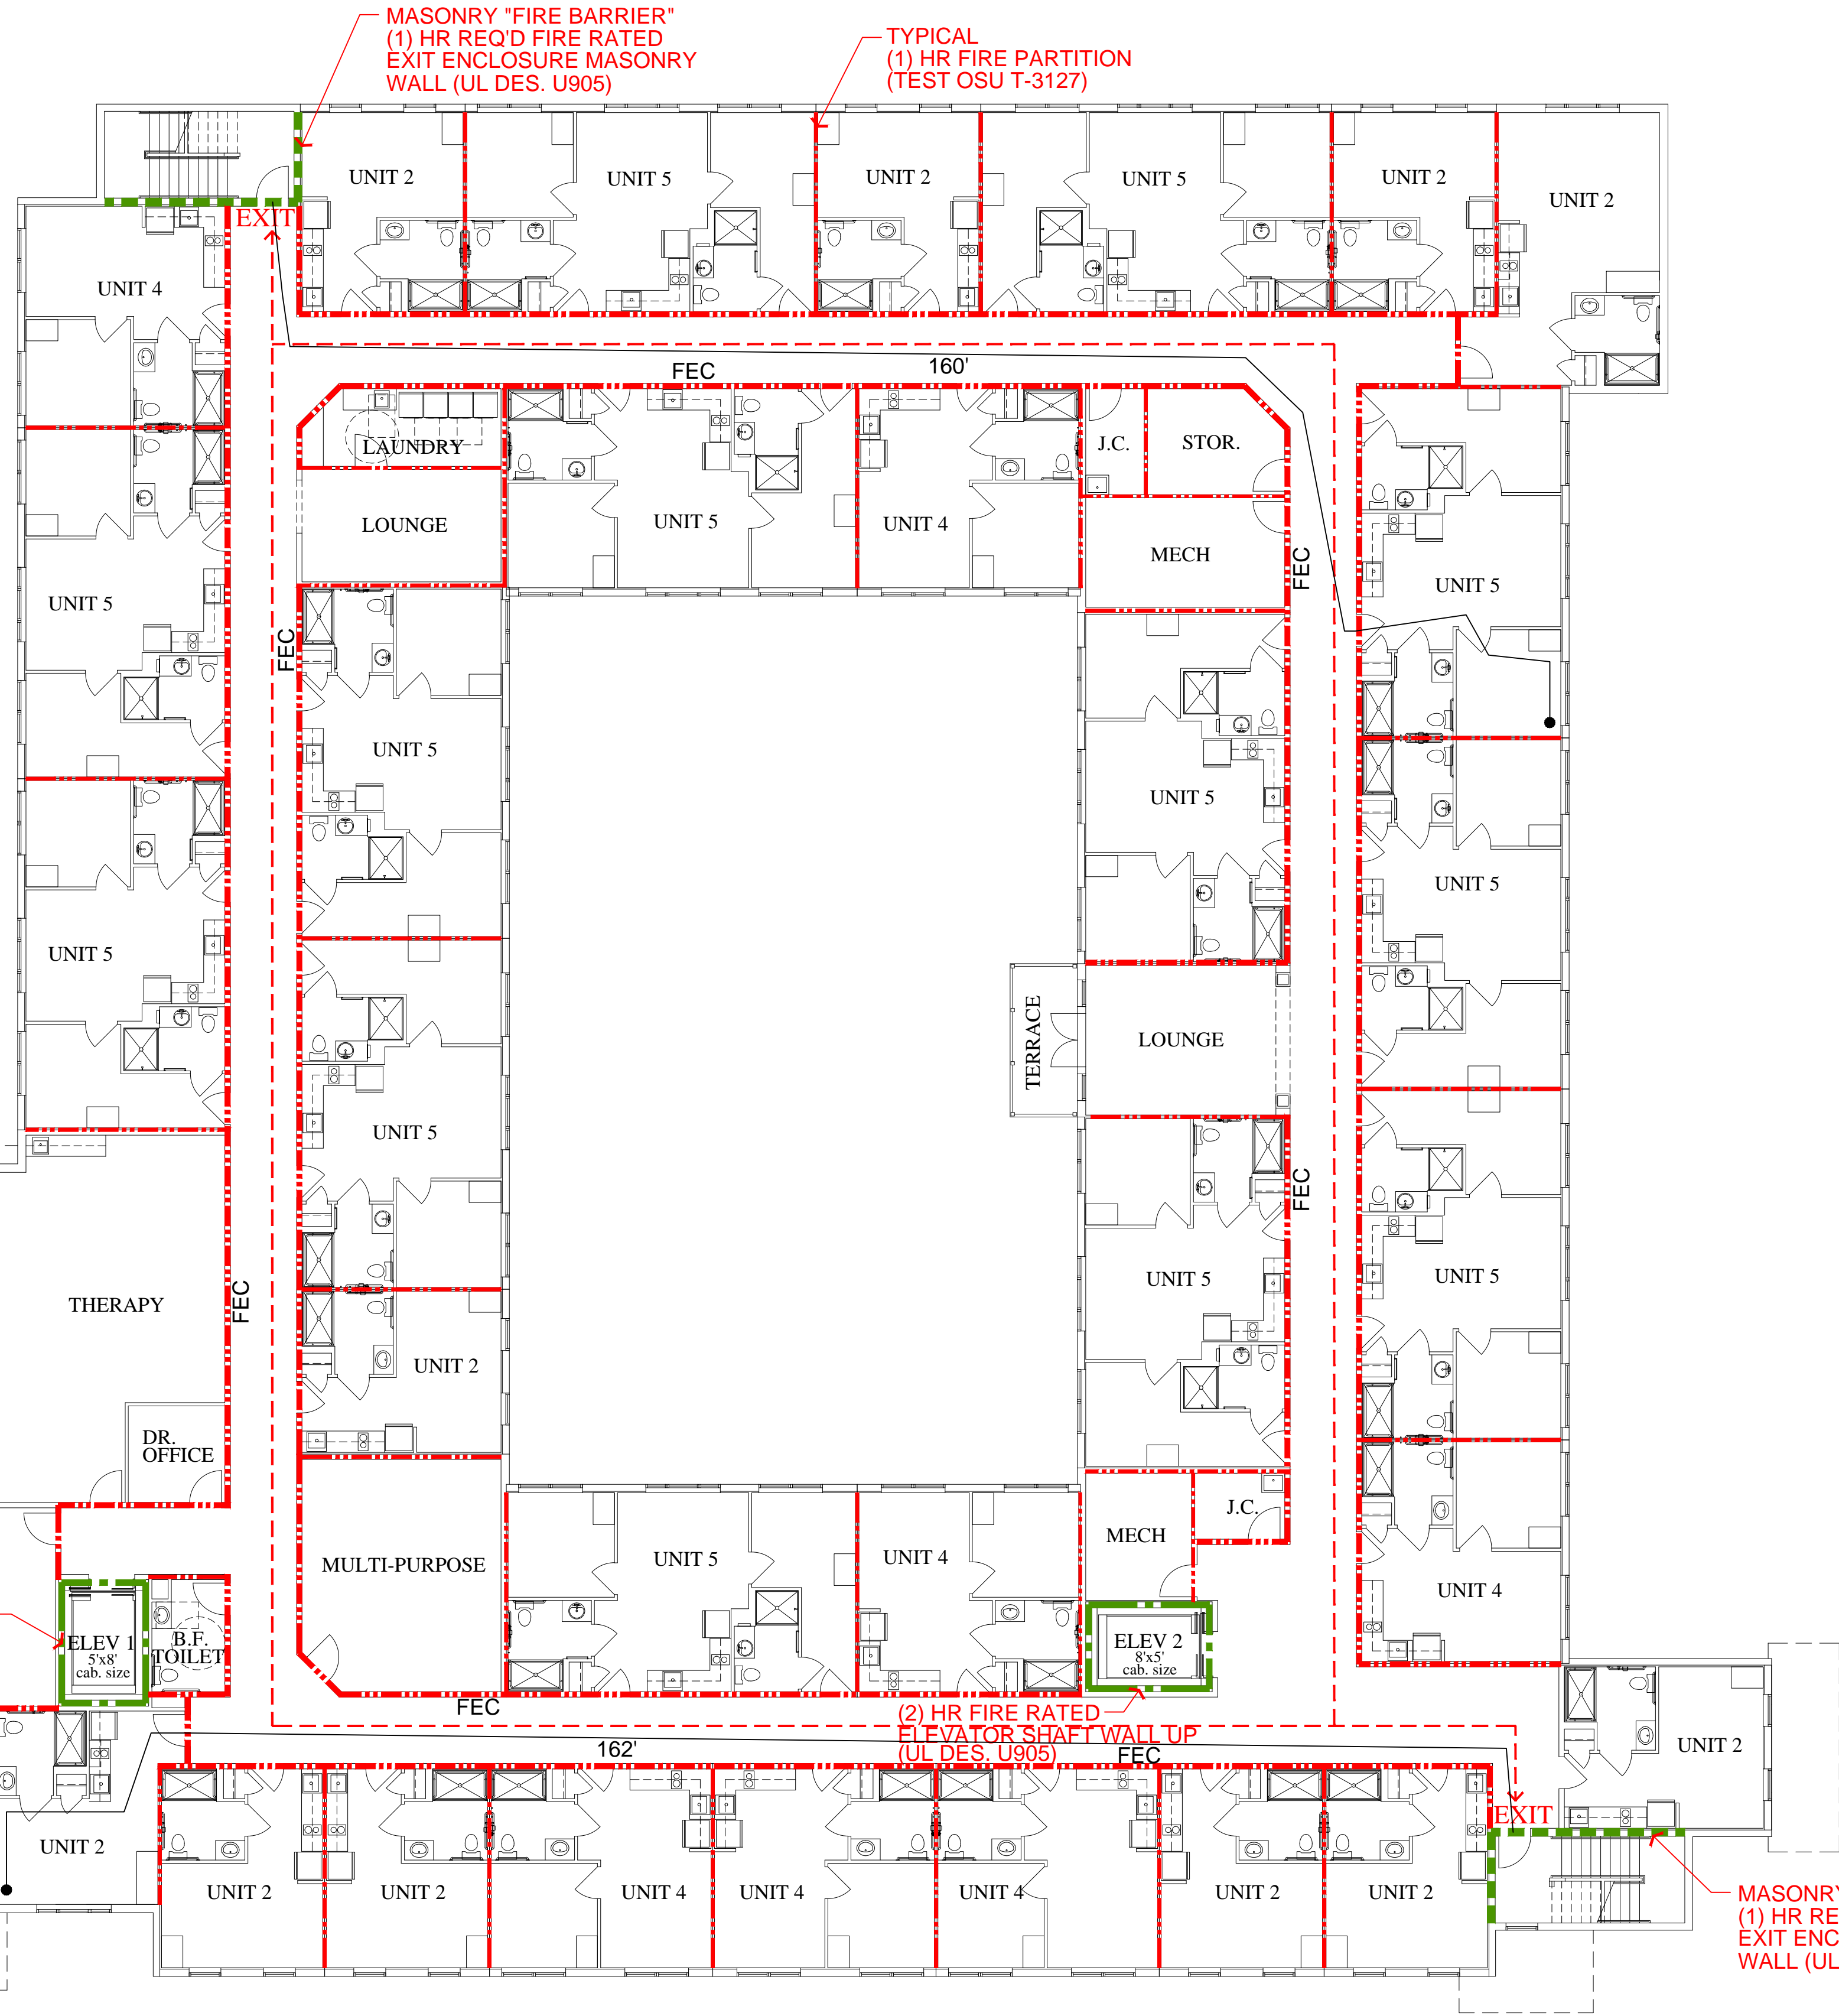 MASONRY "FIRE BARRIER"
(1) HR REQ'D FIRE RATED
EXIT ENCLOSURE MASONRY
WALL (UL DES. U905)
TYPICAL
(1) HR FIRE PARTITION
(TEST OSU T-3127)
UNIT 2
UNIT 5
UNIT 2
UNIT 5
UNIT 2
UNIT 2
EXIT
UNIT 4
FEC
160'
LAUNDRY
J.C.
STOR.
LOUNGE
UNIT 5
UNIT 4
MECH
FEC
UNIT 5
UNIT 5
FEC
UNIT 5
UNIT 5
UNIT 5
UNIT 5
TERRACE
LOUNGE
FEC
UNIT 5
UNIT 5
UNIT 5
THERAPY
FEC
UNIT 2
DR.
OFFICE
J.C.
MECH
MULTI-PURPOSE
UNIT 5
UNIT 4
UNIT 4
ELEV 1
5'x8'
cab. size
B.F.
TOILET
ELEV 2
8'x5'
cab. size
FEC
(2) HR FIRE RATED
ELEVATOR SHAFT WALL UP
(UL DES. U905)
162'
FEC
UNIT 2
EXIT
UNIT 2
UNIT 2
UNIT 2
UNIT 4
UNIT 4
UNIT 4
UNIT 2
UNIT 2
MASONRY
(1) HR RE
EXIT ENC
WALL (UL